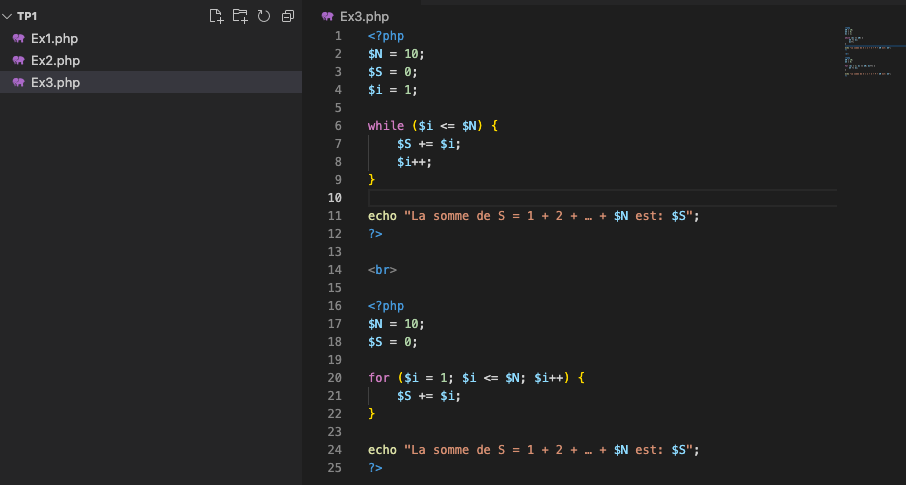 TP1
Ex1.php
Ex2.php
Ex3.php
Ex3.php
1 <?php
2 $N = 10;
3 $S = 0;
4 $i = 1;
5
6 while ($i <= $N) {
7     $S += $i;
8     $i++;
9 }
10
11 echo "La somme de S = 1 + 2 + … + $N est: $S";
12 ?>
13
14 <br>
15
16 <?php
17 $N = 10;
18 $S = 0;
19
20 for ($i = 1; $i <= $N; $i++) {
21     $S += $i;
22 }
23
24 echo "La somme de S = 1 + 2 + … + $N est: $S";
25 ?>